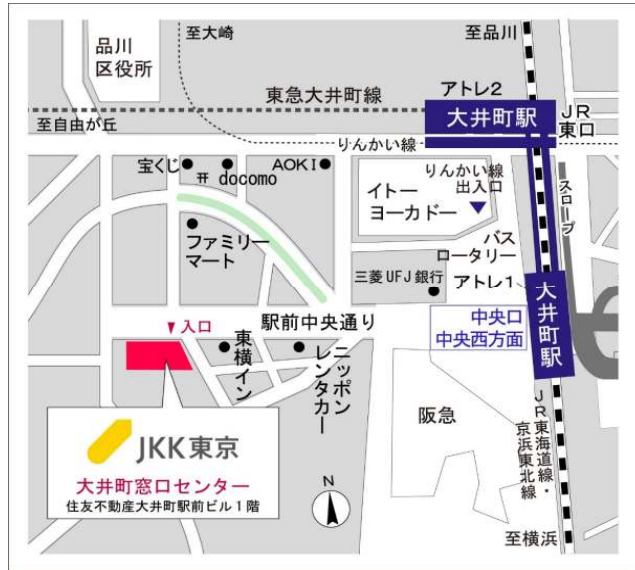 品川
区役所
至大崎
至品川
東急大井町線
アトレ2
大井町駅
JR
東口
至自由が丘
りんかい線
宝くじ
docomo
AOKI
イトー
ヨーカドー
りんかい線
出入口
スロープ
ファミリー
マート
バス
ロータリー
三菱UFJ銀行
アトレ1
大井町駅
中央口
中央西方面
入口
駅前中央通り
東横イン
ニッポン
レンタカー
阪急
JR東海道線・
京浜東北線
JKK東京
大井町窓口センター
住友不動産大井町駅前ビル1階
N
至横浜